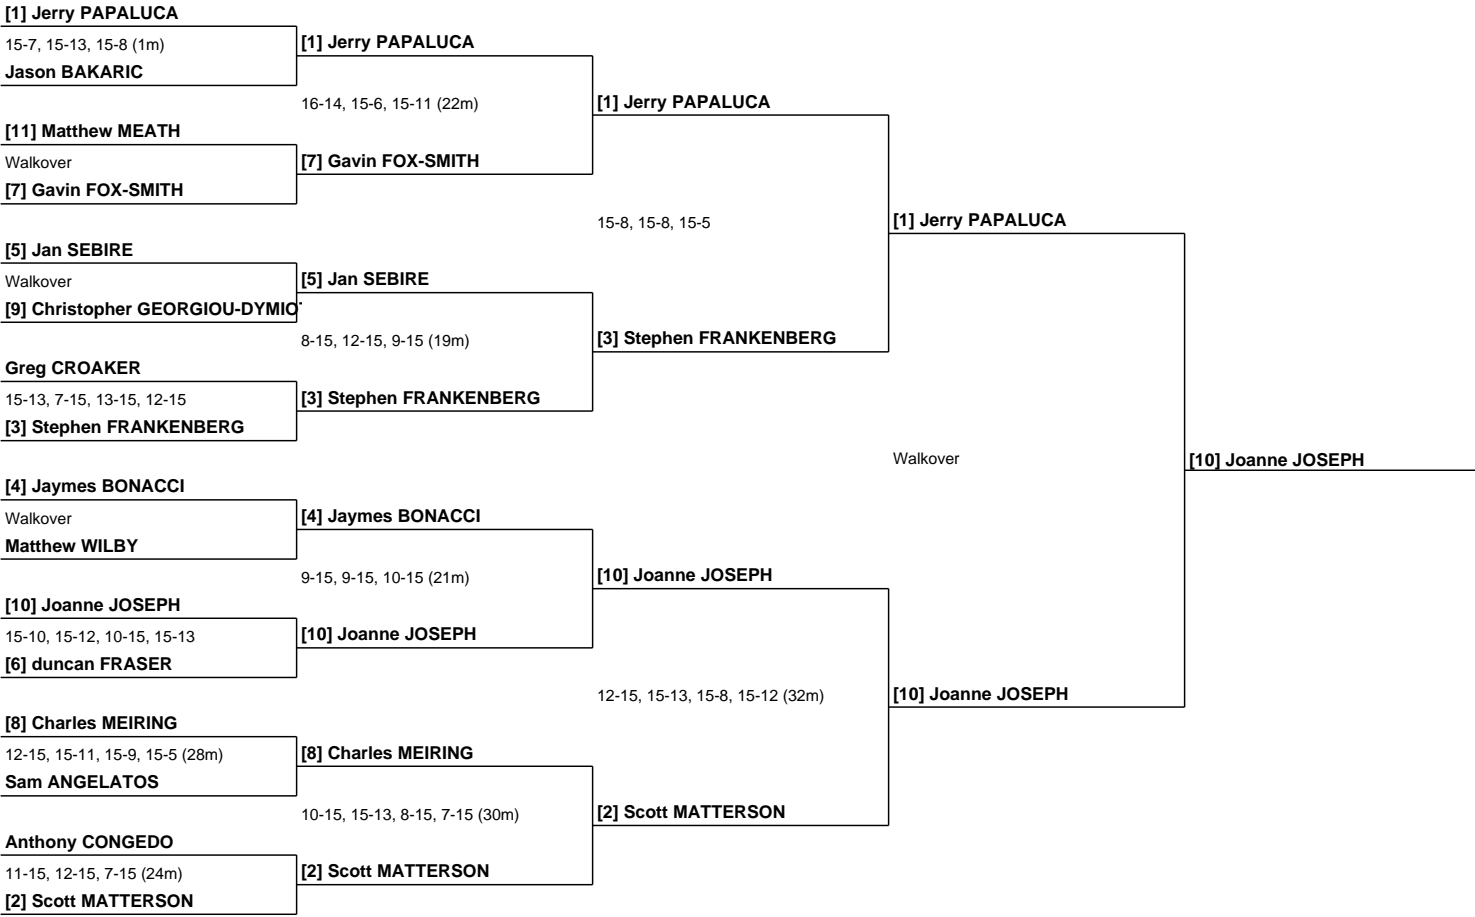 [1] Jerry PAPALUCA
15-7, 15-13, 15-8 (1m)
Jason BAKARIC
[11] Matthew MEATH
Walkover
[7] Gavin FOX-SMITH
[5] Jan SEBIRE
Walkover
[9] Christopher GEORGIOU-DYMIO
Greg CROAKER
15-13, 7-15, 13-15, 12-15
[3] Stephen FRANKENBERG
[4] Jaymes BONACCI
Walkover
Matthew WILBY
[10] Joanne JOSEPH
15-10, 15-12, 10-15, 15-13
[6] duncan FRASER
[8] Charles MEIRING
12-15, 15-11, 15-9, 15-5 (28m)
Sam ANGELATOS
Anthony CONGEDO
11-15, 12-15, 7-15 (24m)
[2] Scott MATTERSON
[1] Jerry PAPALUCA
16-14, 15-6, 15-11 (22m)
[7] Gavin FOX-SMITH
[5] Jan SEBIRE
8-15, 12-15, 9-15 (19m)
[3] Stephen FRANKENBERG
[4] Jaymes BONACCI
9-15, 9-15, 10-15 (21m)
[10] Joanne JOSEPH
[8] Charles MEIRING
10-15, 15-13, 8-15, 7-15 (30m)
[2] Scott MATTERSON
[1] Jerry PAPALUCA
15-8, 15-8, 15-5
[3] Stephen FRANKENBERG
[10] Joanne JOSEPH
12-15, 15-13, 15-8, 15-12 (32m)
[2] Scott MATTERSON
[1] Jerry PAPALUCA
Walkover
[10] Joanne JOSEPH
[10] Joanne JOSEPH